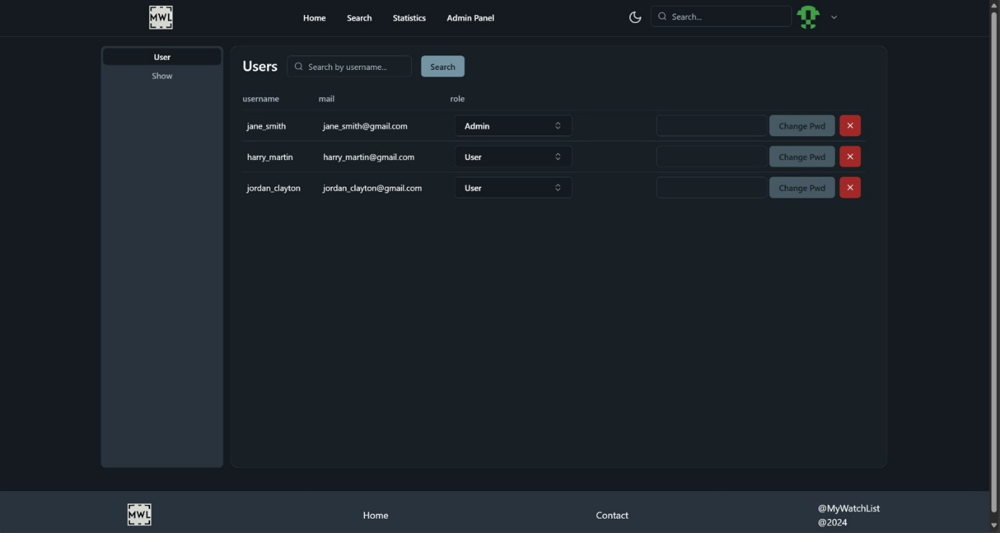 MWL Home Search Statistics Admin Panel Search...
User
Show
Users Search by username... Search
username mail role
jane_smith jane_smith@gmail.com Admin Change Pwd
harry_martin harry_martin@gmail.com User Change Pwd
jordan_clayton jordan_clayton@gmail.com User Change Pwd
MWL Home Contact @MyWatchList
@2024